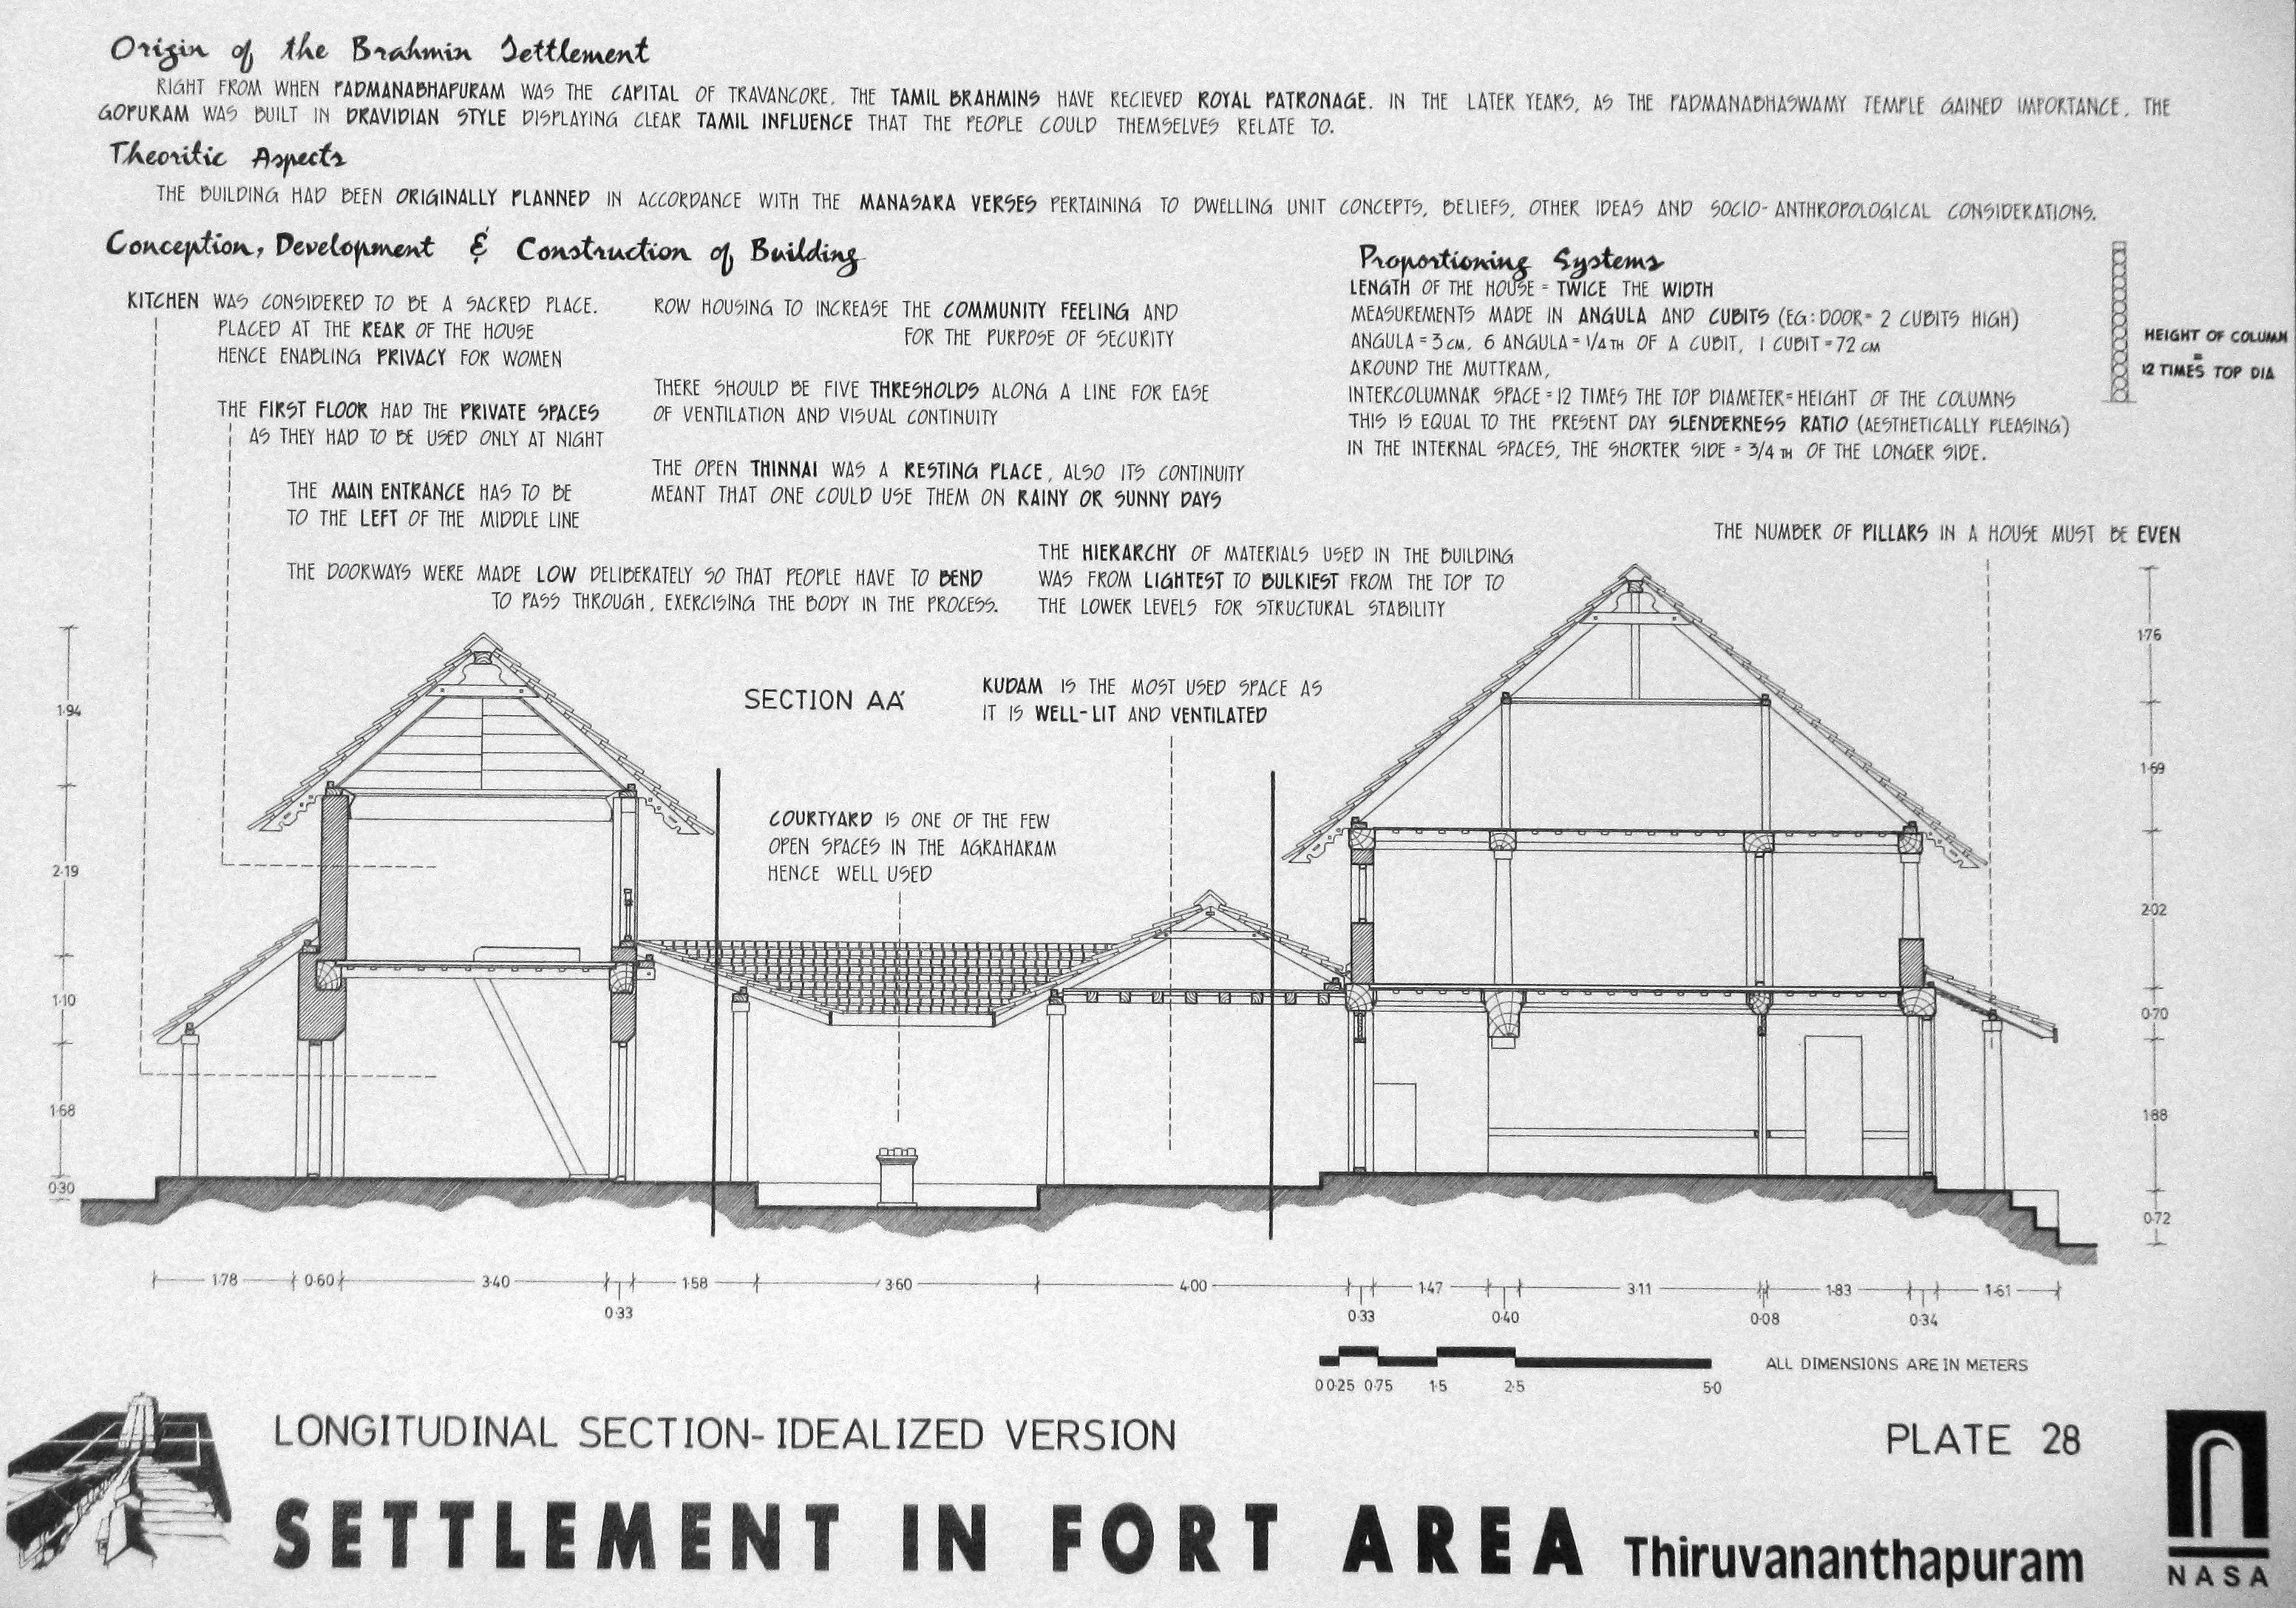 Origin of the Brahmin Settlement
RIGHT FROM WHEN PADMANABHAPURAM WAS THE CAPITAL OF TRAVANCORE, THE TAMIL BRAHMINS HAVE RECIEVED ROYAL PATRONAGE. IN THE LATER YEARS, AS THE PADMANABHASWAMY TEMPLE GAINED IMPORTANCE, THE
GOPURAM WAS BUILT IN DRAVIDIAN STYLE DISPLAYING CLEAR TAMIL INFLUENCE THAT THE PEOPLE COULD THEMSELVES RELATE TO.
Theoritic Aspects
THE BUILDING HAD BEEN ORIGINALLY PLANNED IN ACCORDANCE WITH THE MANASARA VERSES PERTAINING TO DWELLING UNIT CONCEPTS, BELIEFS, OTHER IDEAS AND SOCIO-ANTHROPOLOGICAL CONSIDERATIONS.
Conception, Development & Construction of Building
KITCHEN WAS CONSIDERED TO BE A SACRED PLACE.
PLACED AT THE REAR OF THE HOUSE
HENCE ENABLING PRIVACY FOR WOMEN
THE FIRST FLOOR HAD THE PRIVATE SPACES
AS THEY HAD TO BE USED ONLY AT NIGHT
THE MAIN ENTRANCE HAS TO BE
TO THE LEFT OF THE MIDDLE LINE
THE DOORWAYS WERE MADE LOW DELIBERATELY SO THAT PEOPLE HAVE TO BEND
TO PASS THROUGH, EXERCISING THE BODY IN THE PROCESS.
ROW HOUSING TO INCREASE THE COMMUNITY FEELING AND
FOR THE PURPOSE OF SECURITY
THERE SHOULD BE FIVE THRESHOLDS ALONG A LINE FOR EASE
OF VENTILATION AND VISUAL CONTINUITY
THE OPEN THINNAI WAS A RESTING PLACE, ALSO ITS CONTINUITY
MEANT THAT ONE COULD USE THEM ON RAINY OR SUNNY DAYS
THE HIERARCHY OF MATERIALS USED IN THE BUILDING
WAS FROM LIGHTEST TO BULKIEST FROM THE TOP TO
THE LOWER LEVELS FOR STRUCTURAL STABILITY
Proportioning Systems
LENGTH OF THE HOUSE = TWICE THE WIDTH
MEASUREMENTS MADE IN ANGULA AND CUBITS (EG: DOOR= 2 CUBITS HIGH)
ANGULA = 3 CM, 6 ANGULA = 1/4 TH OF A CUBIT, 1 CUBIT = 72 CM
AROUND THE MUTTRAM,
INTERCOLUMNAR SPACE = 12 TIMES THE TOP DIAMETER = HEIGHT OF THE COLUMNS
THIS IS EQUAL TO THE PRESENT DAY SLENDERNESS RATIO (AESTHETICALLY PLEASING)
IN THE INTERNAL SPACES, THE SHORTER SIDE = 3/4 TH OF THE LONGER SIDE.
HEIGHT OF COLUMN
=
12 TIMES TOP DIA
THE NUMBER OF PILLARS IN A HOUSE MUST BE EVEN
SECTION AA'
KUDAM IS THE MOST USED SPACE AS
IT IS WELL-LIT AND VENTILATED
COURTYARD IS ONE OF THE FEW
OPEN SPACES IN THE AGRAHARAM
HENCE WELL USED
1·94
2·19
1·10
1·68
0·30
1·76
1·69
2·02
0·70
1·88
0·72
1·78 0·60 3·40 1·58 3·60 4·00 1·47 3·11 1·83 1·61
0·33 0·33 0·40 0·08 0·34
0 0·25 0·75 1·5 2·5 5·0
ALL DIMENSIONS ARE IN METERS
LONGITUDINAL SECTION-IDEALIZED VERSION
PLATE 28
SETTLEMENT IN FORT AREA Thiruvananthapuram
NASA